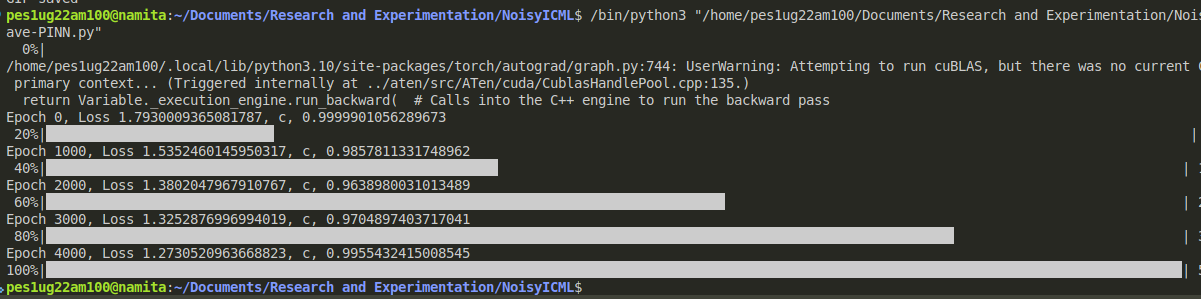 GIF saved
pes1ug22am100@namita:~/Documents/Research and Experimentation/NoisyICML$ /bin/python3 "/home/pes1ug22am100/Documents/Research and Experimentation/Nois
ave-PINN.py"
0%|
/home/pes1ug22am100/.local/lib/python3.10/site-packages/torch/autograd/graph.py:744: UserWarning: Attempting to run cuBLAS, but there was no current
primary context... (Triggered internally at ../aten/src/ATen/cuda/CublasHandlePool.cpp:135.)
return Variable._execution_engine.run_backward(  # Calls into the C++ engine to run the backward pass
Epoch 0, Loss 1.7930009365081787, c, 0.9999901056289673
20%| |
Epoch 1000, Loss 1.5352460145950317, c, 0.9857811331748962
40%| |
Epoch 2000, Loss 1.3802047967910767, c, 0.9638980031013489
60%| | 2
Epoch 3000, Loss 1.3252876996994019, c, 0.9704897403717041
80%| | 3
Epoch 4000, Loss 1.2730520963668823, c, 0.9955432415008545
100%| | 5
pes1ug22am100@namita:~/Documents/Research and Experimentation/NoisyICML$